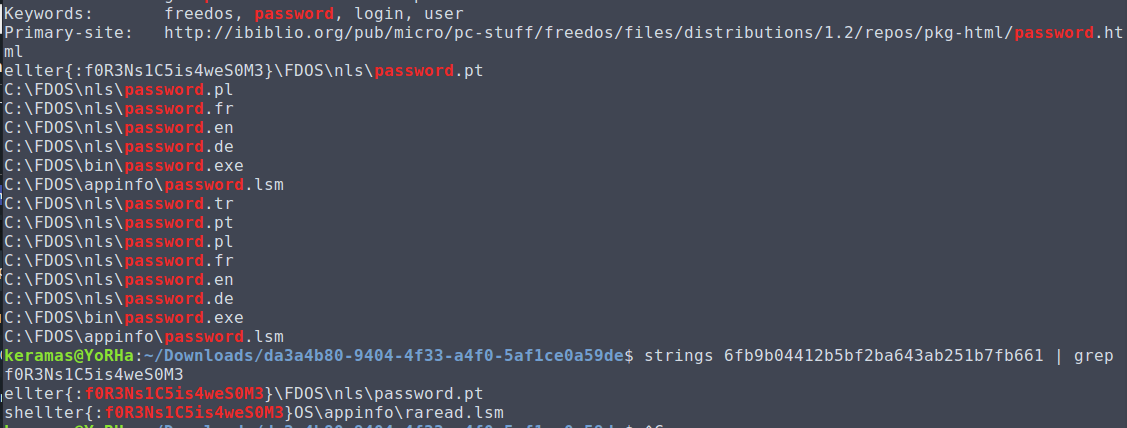 Keywords:       freedos, password, login, user
Primary-site:   http://ibiblio.org/pub/micro/pc-stuff/freedos/files/distributions/1.2/repos/pkg-html/password.ht
ml
ellter{:f0R3Ns1C5is4weS0M3}\FDOS\nls\password.pt
C:\FDOS\nls\password.pl
C:\FDOS\nls\password.fr
C:\FDOS\nls\password.en
C:\FDOS\nls\password.de
C:\FDOS\bin\password.exe
C:\FDOS\appinfo\password.lsm
C:\FDOS\nls\password.tr
C:\FDOS\nls\password.pt
C:\FDOS\nls\password.pl
C:\FDOS\nls\password.fr
C:\FDOS\nls\password.en
C:\FDOS\nls\password.de
C:\FDOS\bin\password.exe
C:\FDOS\appinfo\password.lsm
keramas@YoRHa:~/Downloads/da3a4b80-9404-4f33-a4f0-5af1ce0a59de$ strings 6fb9b04412b5bf2ba643ab251b7fb661 | grep
f0R3Ns1C5is4weS0M3
ellter{:f0R3Ns1C5is4weS0M3}\FDOS\nls\password.pt
shellter{:f0R3Ns1C5is4weS0M3}OS\appinfo\raread.lsm